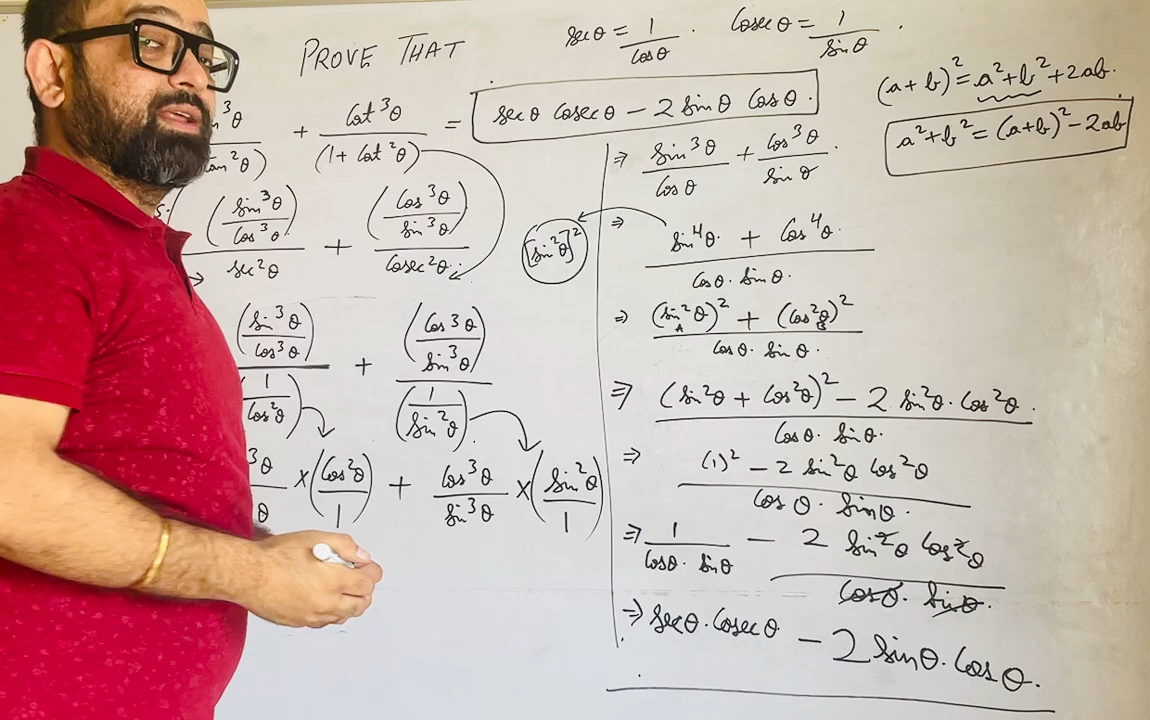 PROVE THAT
secθ = 1/cosθ . cosecθ = 1/sinθ .
(a+b)² = a²+b²+2ab.
a²+b² = (a+b)² - 2ab
³θ / tan²θ) + cot³θ / (1+cot²θ) = secθ cosecθ - 2 sinθ cosθ.
(sin³θ/cos³θ) / sec²θ + (cos³θ/sin³θ) / cosec²θ.
(sin³θ/cos³θ) / (1/cos²θ) + (cos³θ/sin³θ) / (1/sin²θ).
³θ / θ × (cos²θ/1) + cos³θ/sin³θ × (sin²θ/1)
⇒ sin³θ/cosθ + cos³θ/sinθ.
[sin²θ]²
⇒ sin⁴θ. + cos⁴θ. / cosθ. sinθ.
⇒ (sin²θ)² + (cos²θ)² / cosθ. sinθ.
A B
⇒ (sin²θ + cos²θ)² - 2 sin²θ. cos²θ. / cosθ. sinθ.
⇒ (1)² - 2 sin²θ cos²θ / cosθ. sinθ.
⇒ 1 / cosθ. sinθ - 2 sin²θ cos²θ / cosθ. sinθ.
⇒ secθ. cosecθ - 2 sinθ. cosθ.